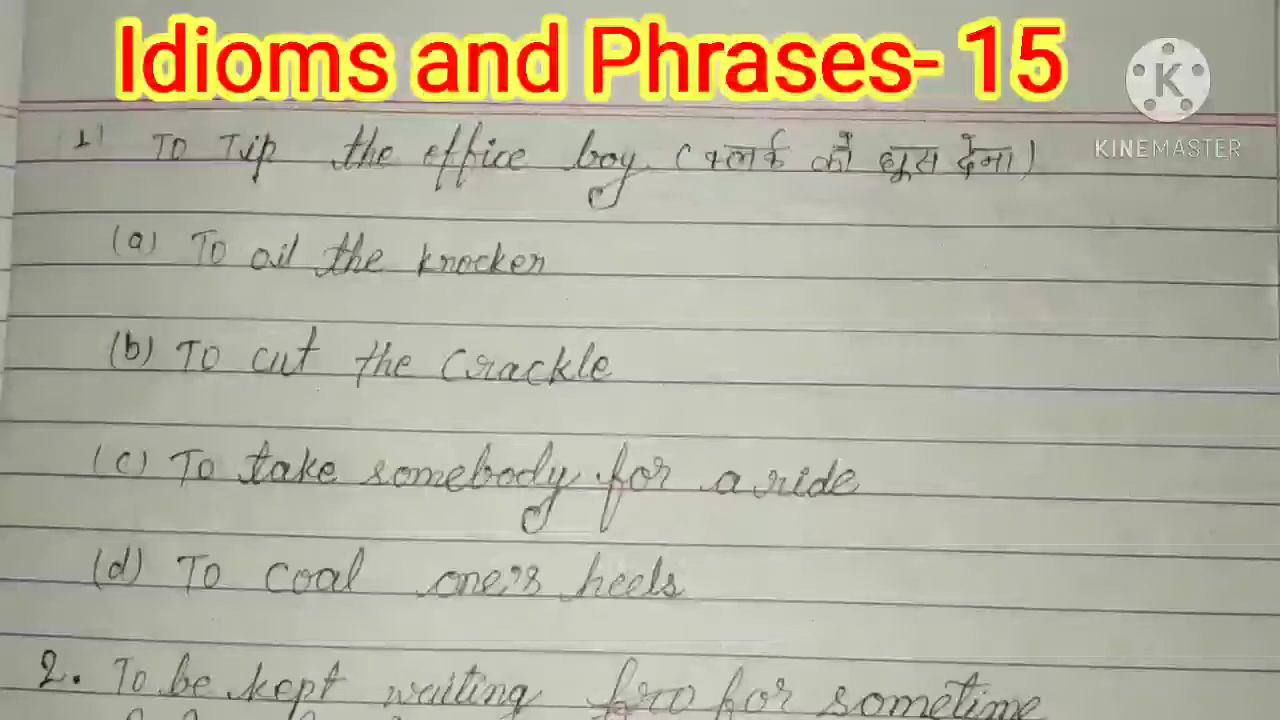 Idioms and Phrases- 15
KINEMASTER
1) To Tip the office boy (क्लर्क को घूस देना)
(a) To oil the knocker
(b) To cut the crackle
(c) To take somebody for a ride
(d) To coal one's heels
2. To be kept waiting fro for sometime